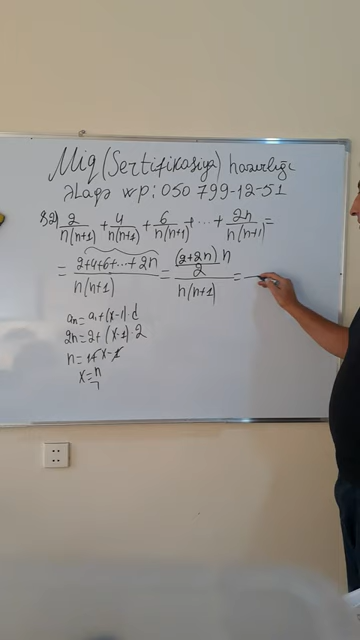 Miq (Sertifikasiya) hazırlığı
Əlaqə wp: 050 799-12-51
82) 2/n(n+1) + 4/n(n+1) + 6/n(n+1) + ... + 2n/n(n+1) =
= 2+4+6+...+2n/n(n+1) = (2+2n)/2 n/n(n+1) = —
an = a1 + (x-1) · d
2n = 2 + (x-1) · 2
n = 1 + x - 1
x = n